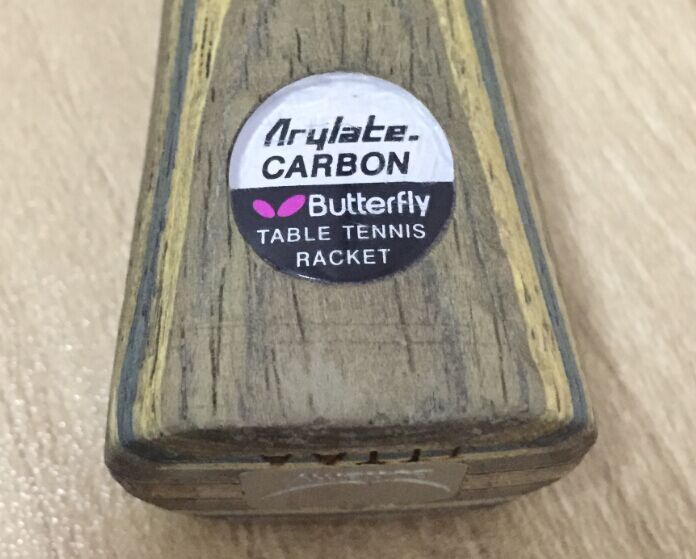 Arylate-
CARBON
Butterfly
TABLE TENNIS
RACKET